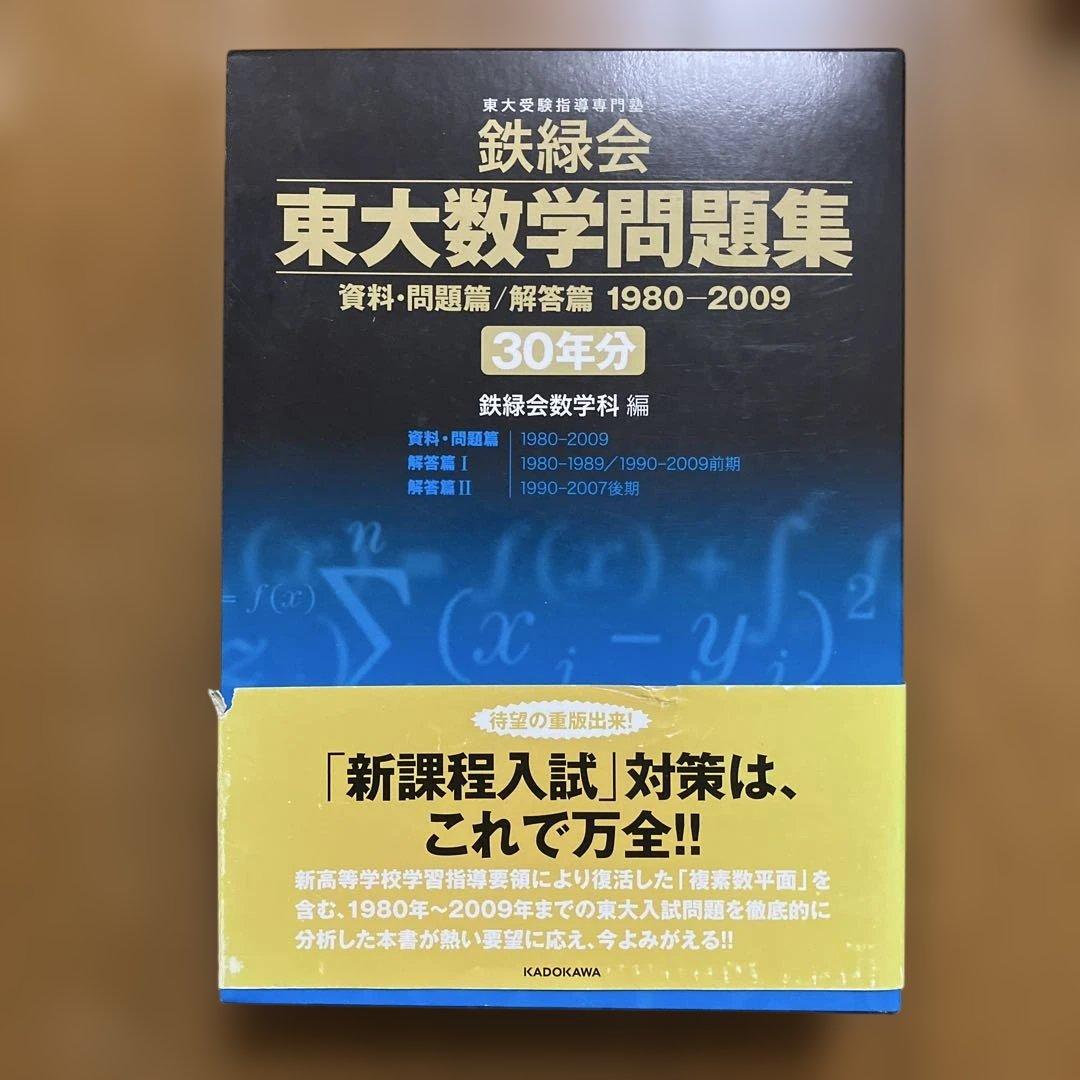 東大受験指導専門塾
鉄緑会
東大数学問題集
資料・問題篇/解答篇 1980-2009
30年分
鉄緑会数学科 編
資料・問題篇 1980-2009
解答篇Ⅰ 1980-1989/1990-2009前期
解答篇Ⅱ 1990-2007後期
待望の重版出来!
「新課程入試」対策は、
これで万全!!
新高等学校学習指導要領により復活した「複素数平面」を
含む、1980年〜2009年までの東大入試問題を徹底的に
分析した本書が熱い要望に応え、今よみがえる!!
KADOKAWA